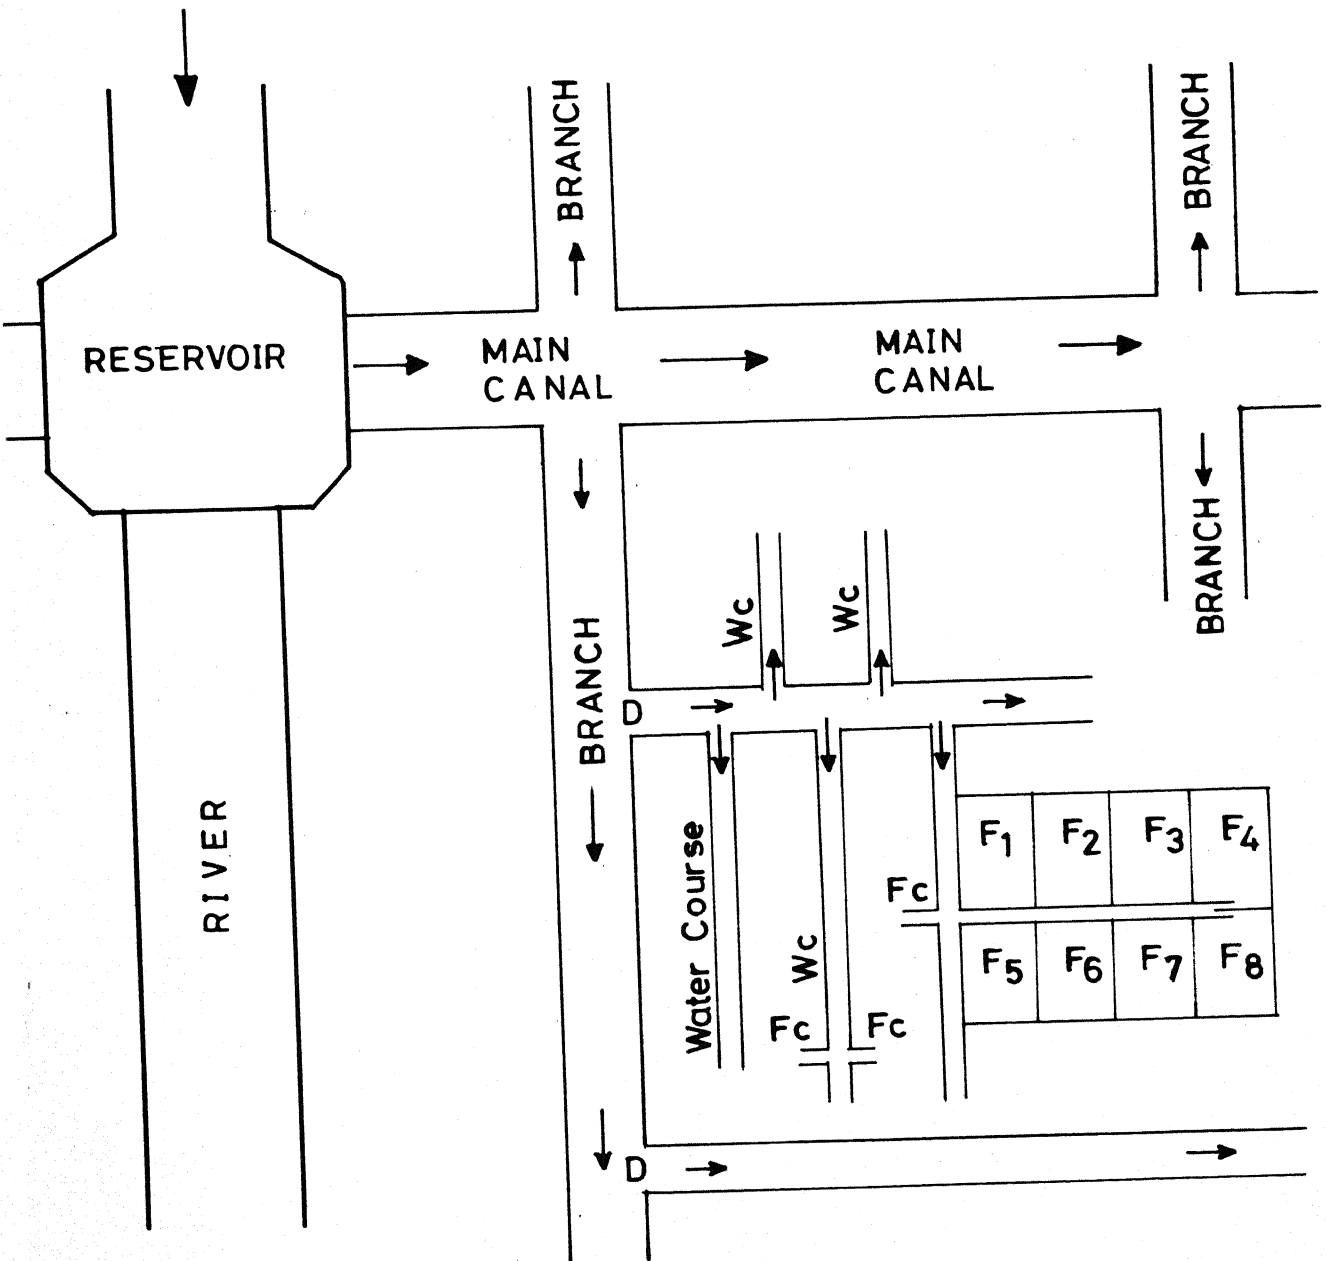 BRANCH
BRANCH
RESERVOIR
MAIN
CANAL
MAIN
CANAL
BRANCH
Wc
Wc
BRANCH
D
RIVER
Water Course
Wc
Fc
F1 F2 F3 F4
F5 F6 F7 F8
Fc
Fc
D